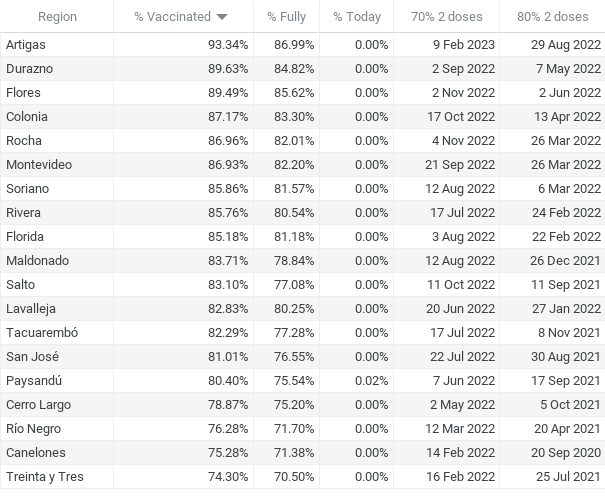 Region % Vaccinated % Fully % Today 70% 2 doses 80% 2 doses
Artigas 93.34% 86.99% 0.00% 9 Feb 2023 29 Aug 2022
Durazno 89.63% 84.82% 0.00% 2 Sep 2022 7 May 2022
Flores 89.49% 85.62% 0.00% 2 Nov 2022 2 Jun 2022
Colonia 87.17% 83.30% 0.00% 17 Oct 2022 13 Apr 2022
Rocha 86.96% 82.01% 0.00% 4 Nov 2022 26 Mar 2022
Montevideo 86.93% 82.20% 0.00% 21 Sep 2022 26 Mar 2022
Soriano 85.86% 81.57% 0.00% 12 Aug 2022 6 Mar 2022
Rivera 85.76% 80.54% 0.00% 17 Jul 2022 24 Feb 2022
Florida 85.18% 81.18% 0.00% 3 Aug 2022 22 Feb 2022
Maldonado 83.71% 78.84% 0.00% 12 Aug 2022 26 Dec 2021
Salto 83.10% 77.08% 0.00% 11 Oct 2022 11 Sep 2021
Lavalleja 82.83% 80.25% 0.00% 20 Jun 2022 27 Jan 2022
Tacuarembó 82.29% 77.28% 0.00% 17 Jul 2022 8 Nov 2021
San José 81.01% 76.55% 0.00% 22 Jul 2022 30 Aug 2021
Paysandú 80.40% 75.54% 0.02% 7 Jun 2022 17 Sep 2021
Cerro Largo 78.87% 75.20% 0.00% 2 May 2022 5 Oct 2021
Río Negro 76.28% 71.70% 0.00% 12 Mar 2022 20 Apr 2021
Canelones 75.28% 71.38% 0.00% 14 Feb 2022 20 Sep 2020
Treinta y Tres 74.30% 70.50% 0.00% 16 Feb 2022 25 Jul 2021